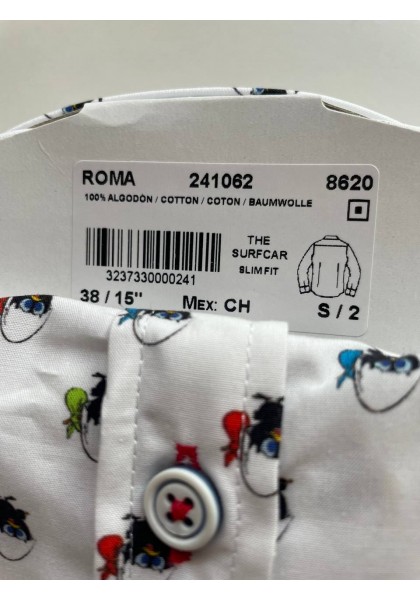 ROMA 241062 8620
100% ALGODÓN / COTTON / COTON / BAUMWOLLE
THE
SURFCAR
SLIM FIT
3237330000241
38 / 15" MEX: CH S / 2